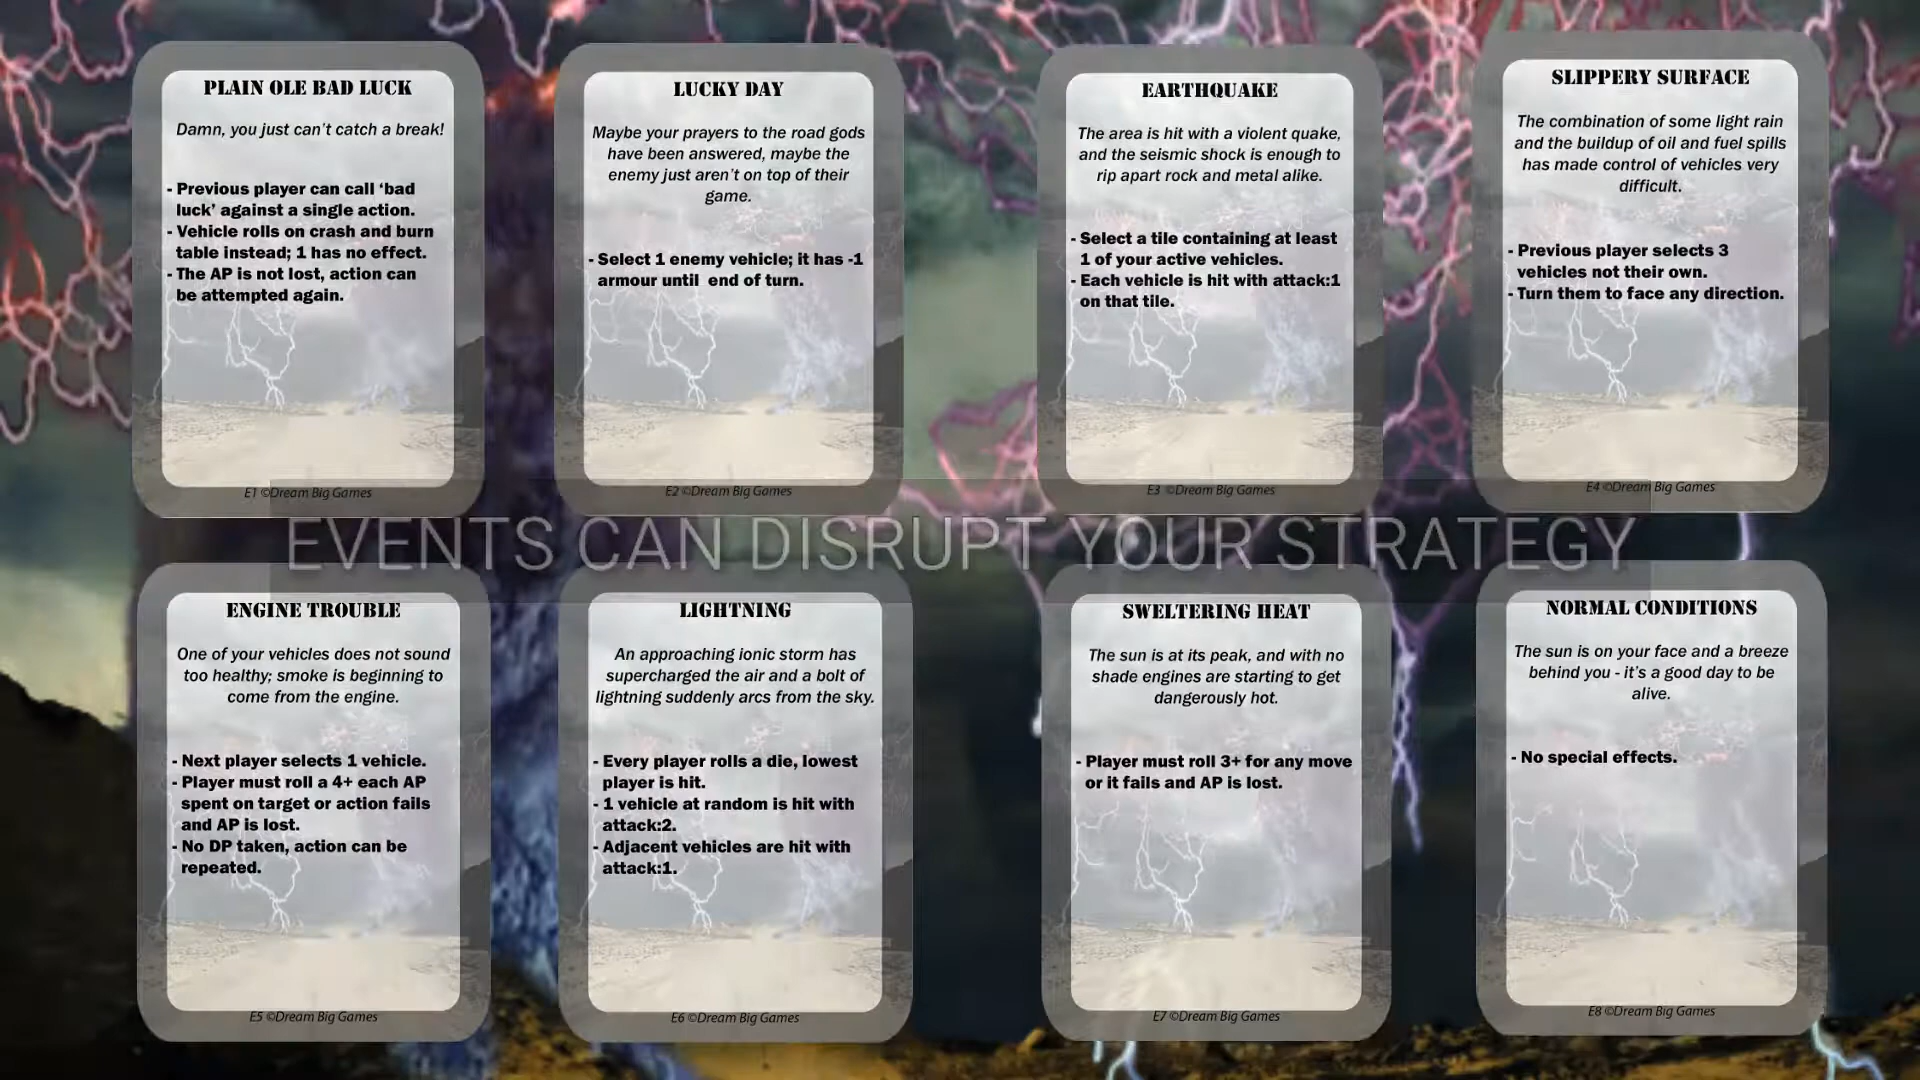 PLAIN OLE BAD LUCK
Damn, you just can't catch a break!
- Previous player can call ‘bad
luck’ against a single action.
- Vehicle rolls on crash and burn
table instead; 1 has no effect.
- The AP is not lost, action can
be attempted again.
E1 ©Dream Big Games
LUCKY DAY
Maybe your prayers to the road gods
have been answered, maybe the
enemy just aren't on top of their
game.
- Select 1 enemy vehicle; it has -1
armour until end of turn.
E2 ©Dream Big Games
EARTHQUAKE
The area is hit with a violent quake,
and the seismic shock is enough to
rip apart rock and metal alike.
- Select a tile containing at least
1 of your active vehicles.
- Each vehicle is hit with attack:1
on that tile.
E3 ©Dream Big Games
SLIPPERY SURFACE
The combination of some light rain
and the buildup of oil and fuel spills
has made control of vehicles very
difficult.
- Previous player selects 3
vehicles not their own.
- Turn them to face any direction.
E4 ©Dream Big Games
EVENTS CAN DISRUPT YOUR STRATEGY
ENGINE TROUBLE
One of your vehicles does not sound
too healthy; smoke is beginning to
come from the engine.
- Next player selects 1 vehicle.
- Player must roll a 4+ each AP
spent on target or action fails
and AP is lost.
- No DP taken, action can be
repeated.
E5 ©Dream Big Games
LIGHTNING
An approaching ionic storm has
supercharged the air and a bolt of
lightning suddenly arcs from the sky.
- Every player rolls a die, lowest
player is hit.
- 1 vehicle at random is hit with
attack:2.
- Adjacent vehicles are hit with
attack:1.
E6 ©Dream Big Games
SWELTERING HEAT
The sun is at its peak, and with no
shade engines are starting to get
dangerously hot.
- Player must roll 3+ for any move
or it fails and AP is lost.
E7 ©Dream Big Games
NORMAL CONDITIONS
The sun is on your face and a breeze
behind you - it's a good day to be
alive.
- No special effects.
E8 ©Dream Big Games